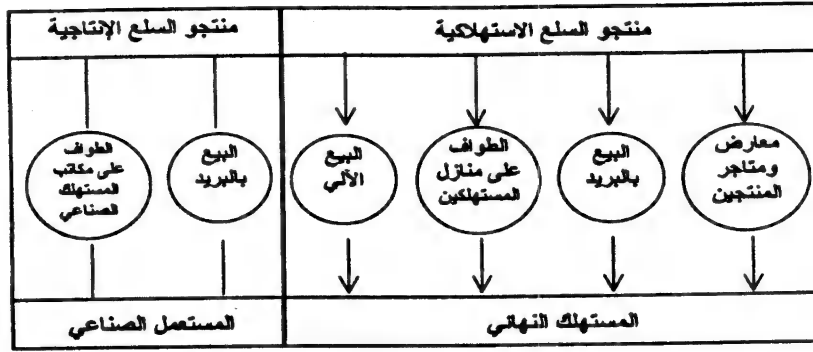 منتجو السلع الاستهلاكية
منتجو السلع الإنتاجية
معارض
ومتاجر
المنتجين
البيع
بالبريد
الطواف
على منازل
المستهلكين
البيع
الآلي
البيع
بالبريد
الطواف
على مكاتب
المستهلك
الصناعي
المستهلك النهائي
المستعمل الصناعي